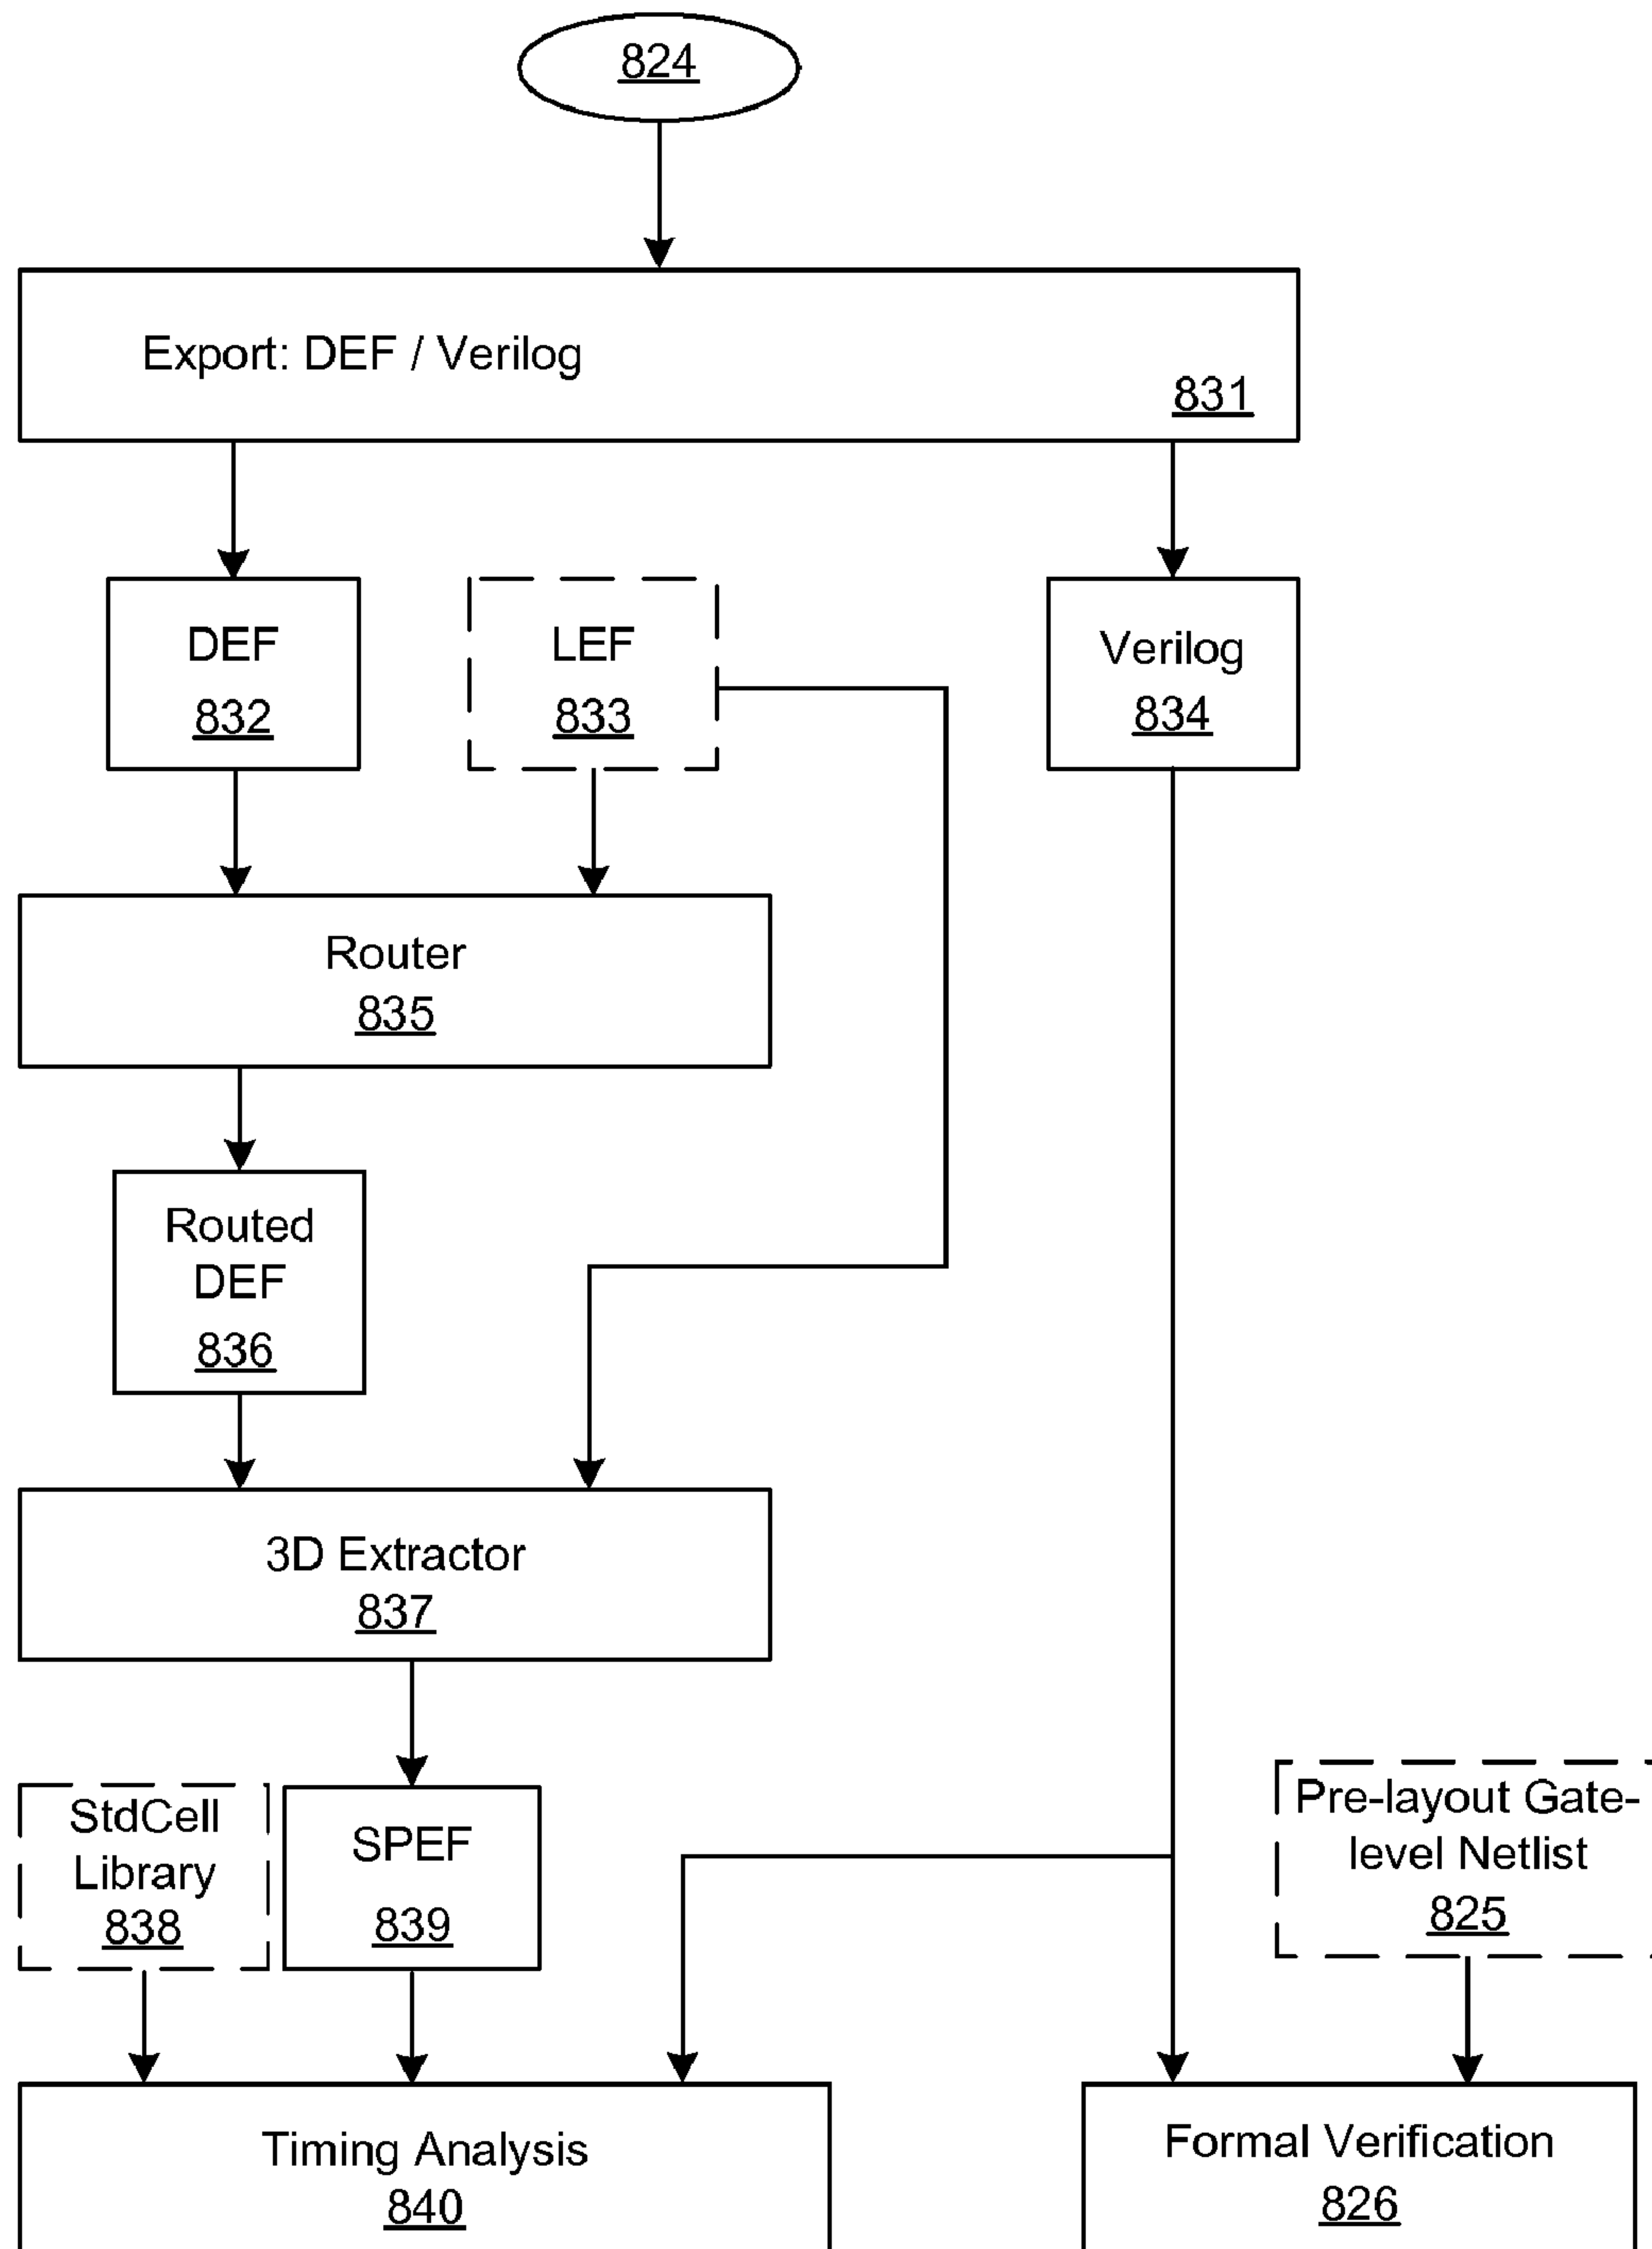 824
Export: DEF / Verilog
831
DEF
832
LEF
833
Verilog
834
Router
835
Routed
DEF
836
3D Extractor
837
StdCell
Library
838
SPEF
839
Pre-layout Gate-
level Netlist
825
Timing Analysis
840
Formal Verification
826